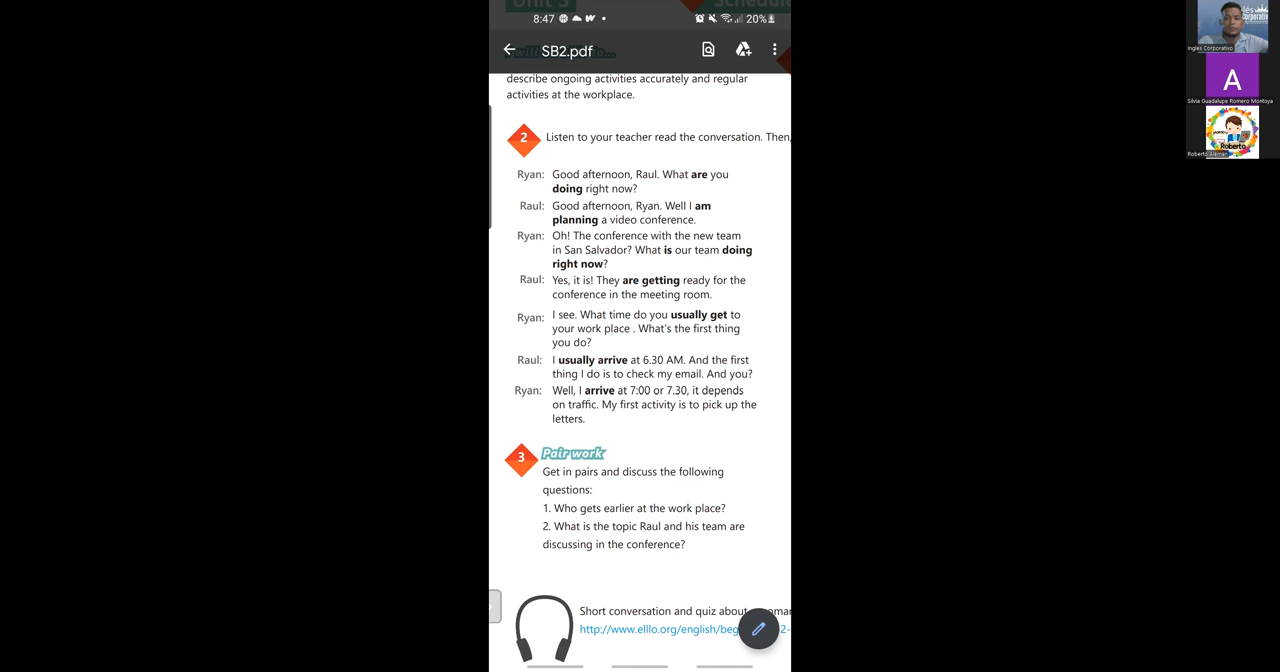 Unit 5
Schedule
8:47
20%
SB2.pdf
describe ongoing activities accurately and regular
activities at the workplace.
2 Listen to your teacher read the conversation. Then,
Ryan: Good afternoon, Raul. What are you
doing right now?
Raul: Good afternoon, Ryan. Well I am
planning a video conference.
Ryan: Oh! The conference with the new team
in San Salvador? What is our team doing
right now?
Raul: Yes, it is! They are getting ready for the
conference in the meeting room.
Ryan: I see. What time do you usually get to
your work place . What's the first thing
you do?
Raul: I usually arrive at 6.30 AM. And the first
thing I do is to check my email. And you?
Ryan: Well, I arrive at 7:00 or 7.30, it depends
on traffic. My first activity is to pick up the
letters.
3 Pair work
Get in pairs and discuss the following
questions:
1. Who gets earlier at the work place?
2. What is the topic Raul and his team are
discussing in the conference?
Short conversation and quiz about
http://www.elllo.org/english/beg
Ingles Corporativo
A
Silvia Guadalupe Romero Montoya
Roberto
Roberto Aleman